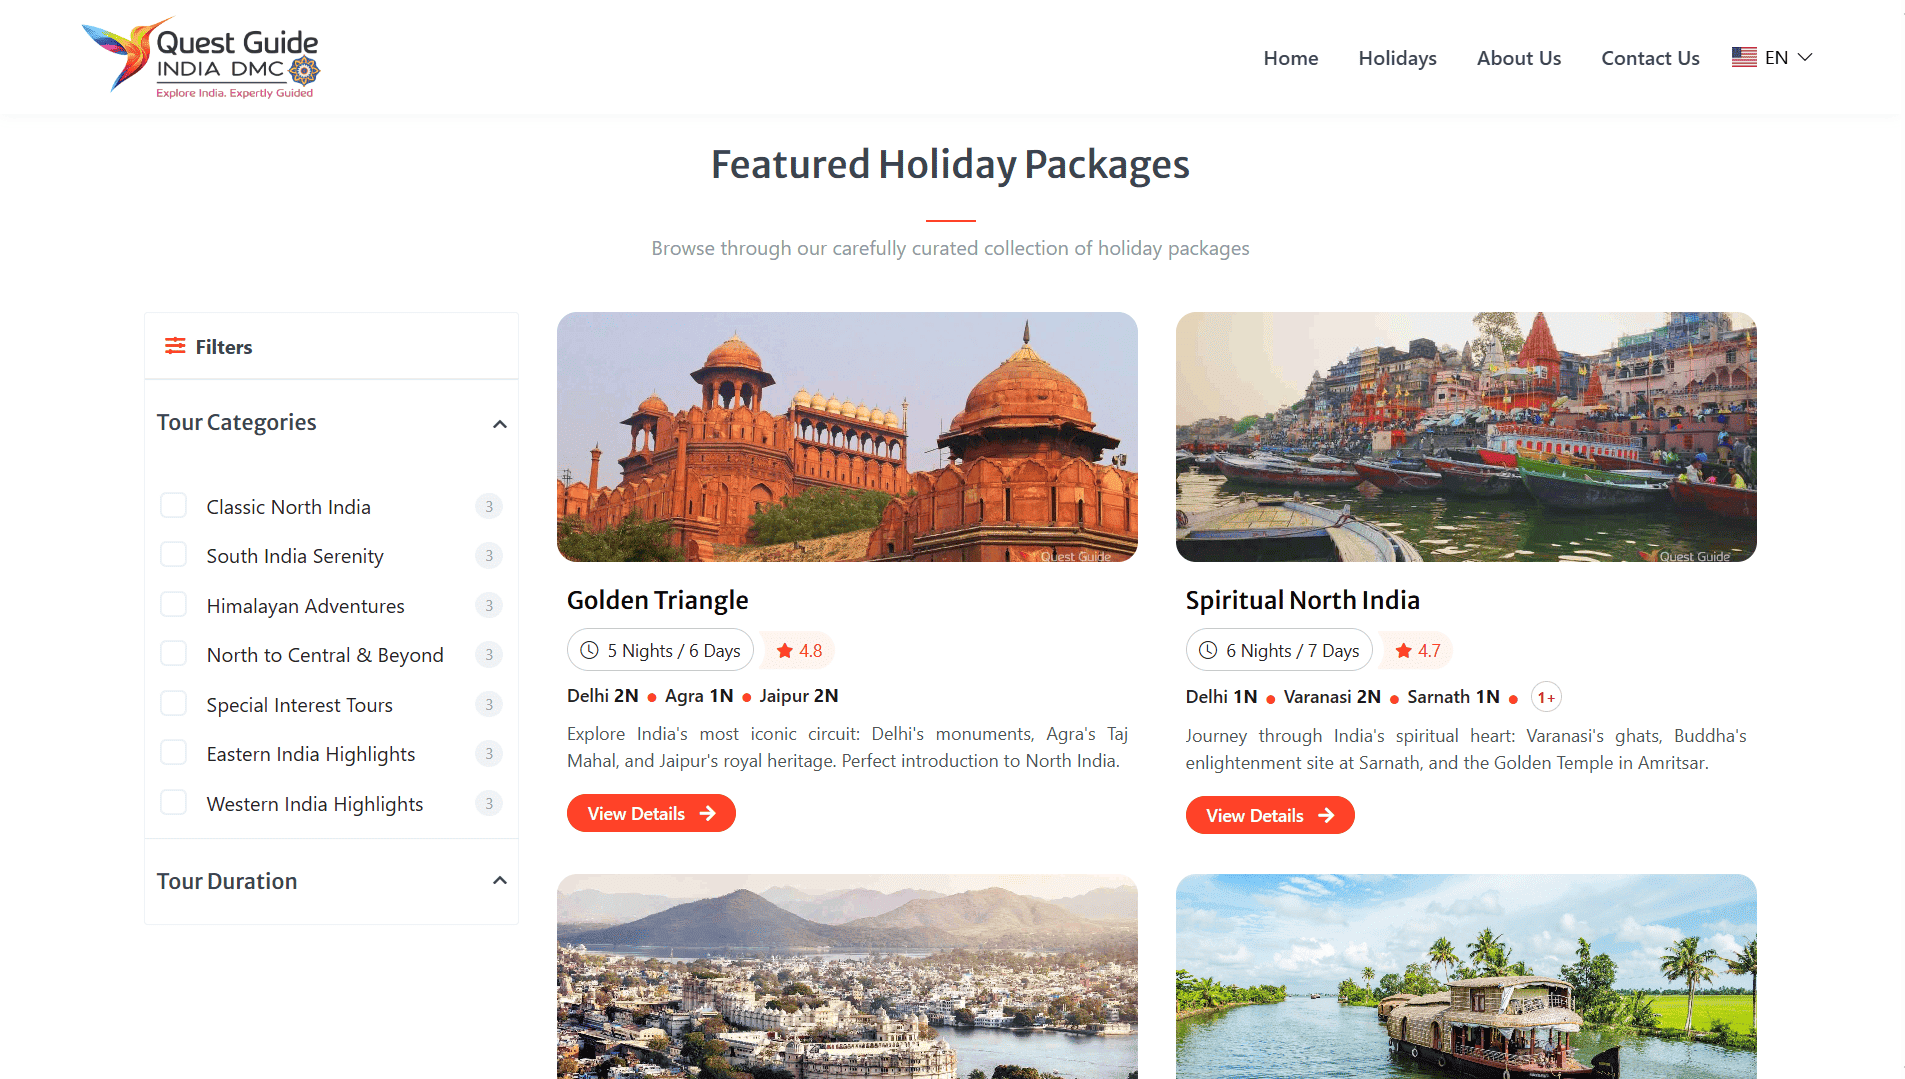 Quest Guide
INDIA DMC
Explore India. Expertly Guided
Home
Holidays
About Us
Contact Us
EN
Featured Holiday Packages
Browse through our carefully curated collection of holiday packages
Filters
Tour Categories
Classic North India 3
South India Serenity 3
Himalayan Adventures 3
North to Central & Beyond 3
Special Interest Tours 3
Eastern India Highlights 3
Western India Highlights 3
Tour Duration
Quest Guide
Golden Triangle
5 Nights / 6 Days 4.8
Delhi 2N ● Agra 1N ● Jaipur 2N
Explore India's most iconic circuit: Delhi's monuments, Agra's Taj
Mahal, and Jaipur's royal heritage. Perfect introduction to North India.
View Details
Quest Guide
Spiritual North India
6 Nights / 7 Days 4.7
Delhi 1N ● Varanasi 2N ● Sarnath 1N ● 1+
Journey through India's spiritual heart: Varanasi's ghats, Buddha's
enlightenment site at Sarnath, and the Golden Temple in Amritsar.
View Details